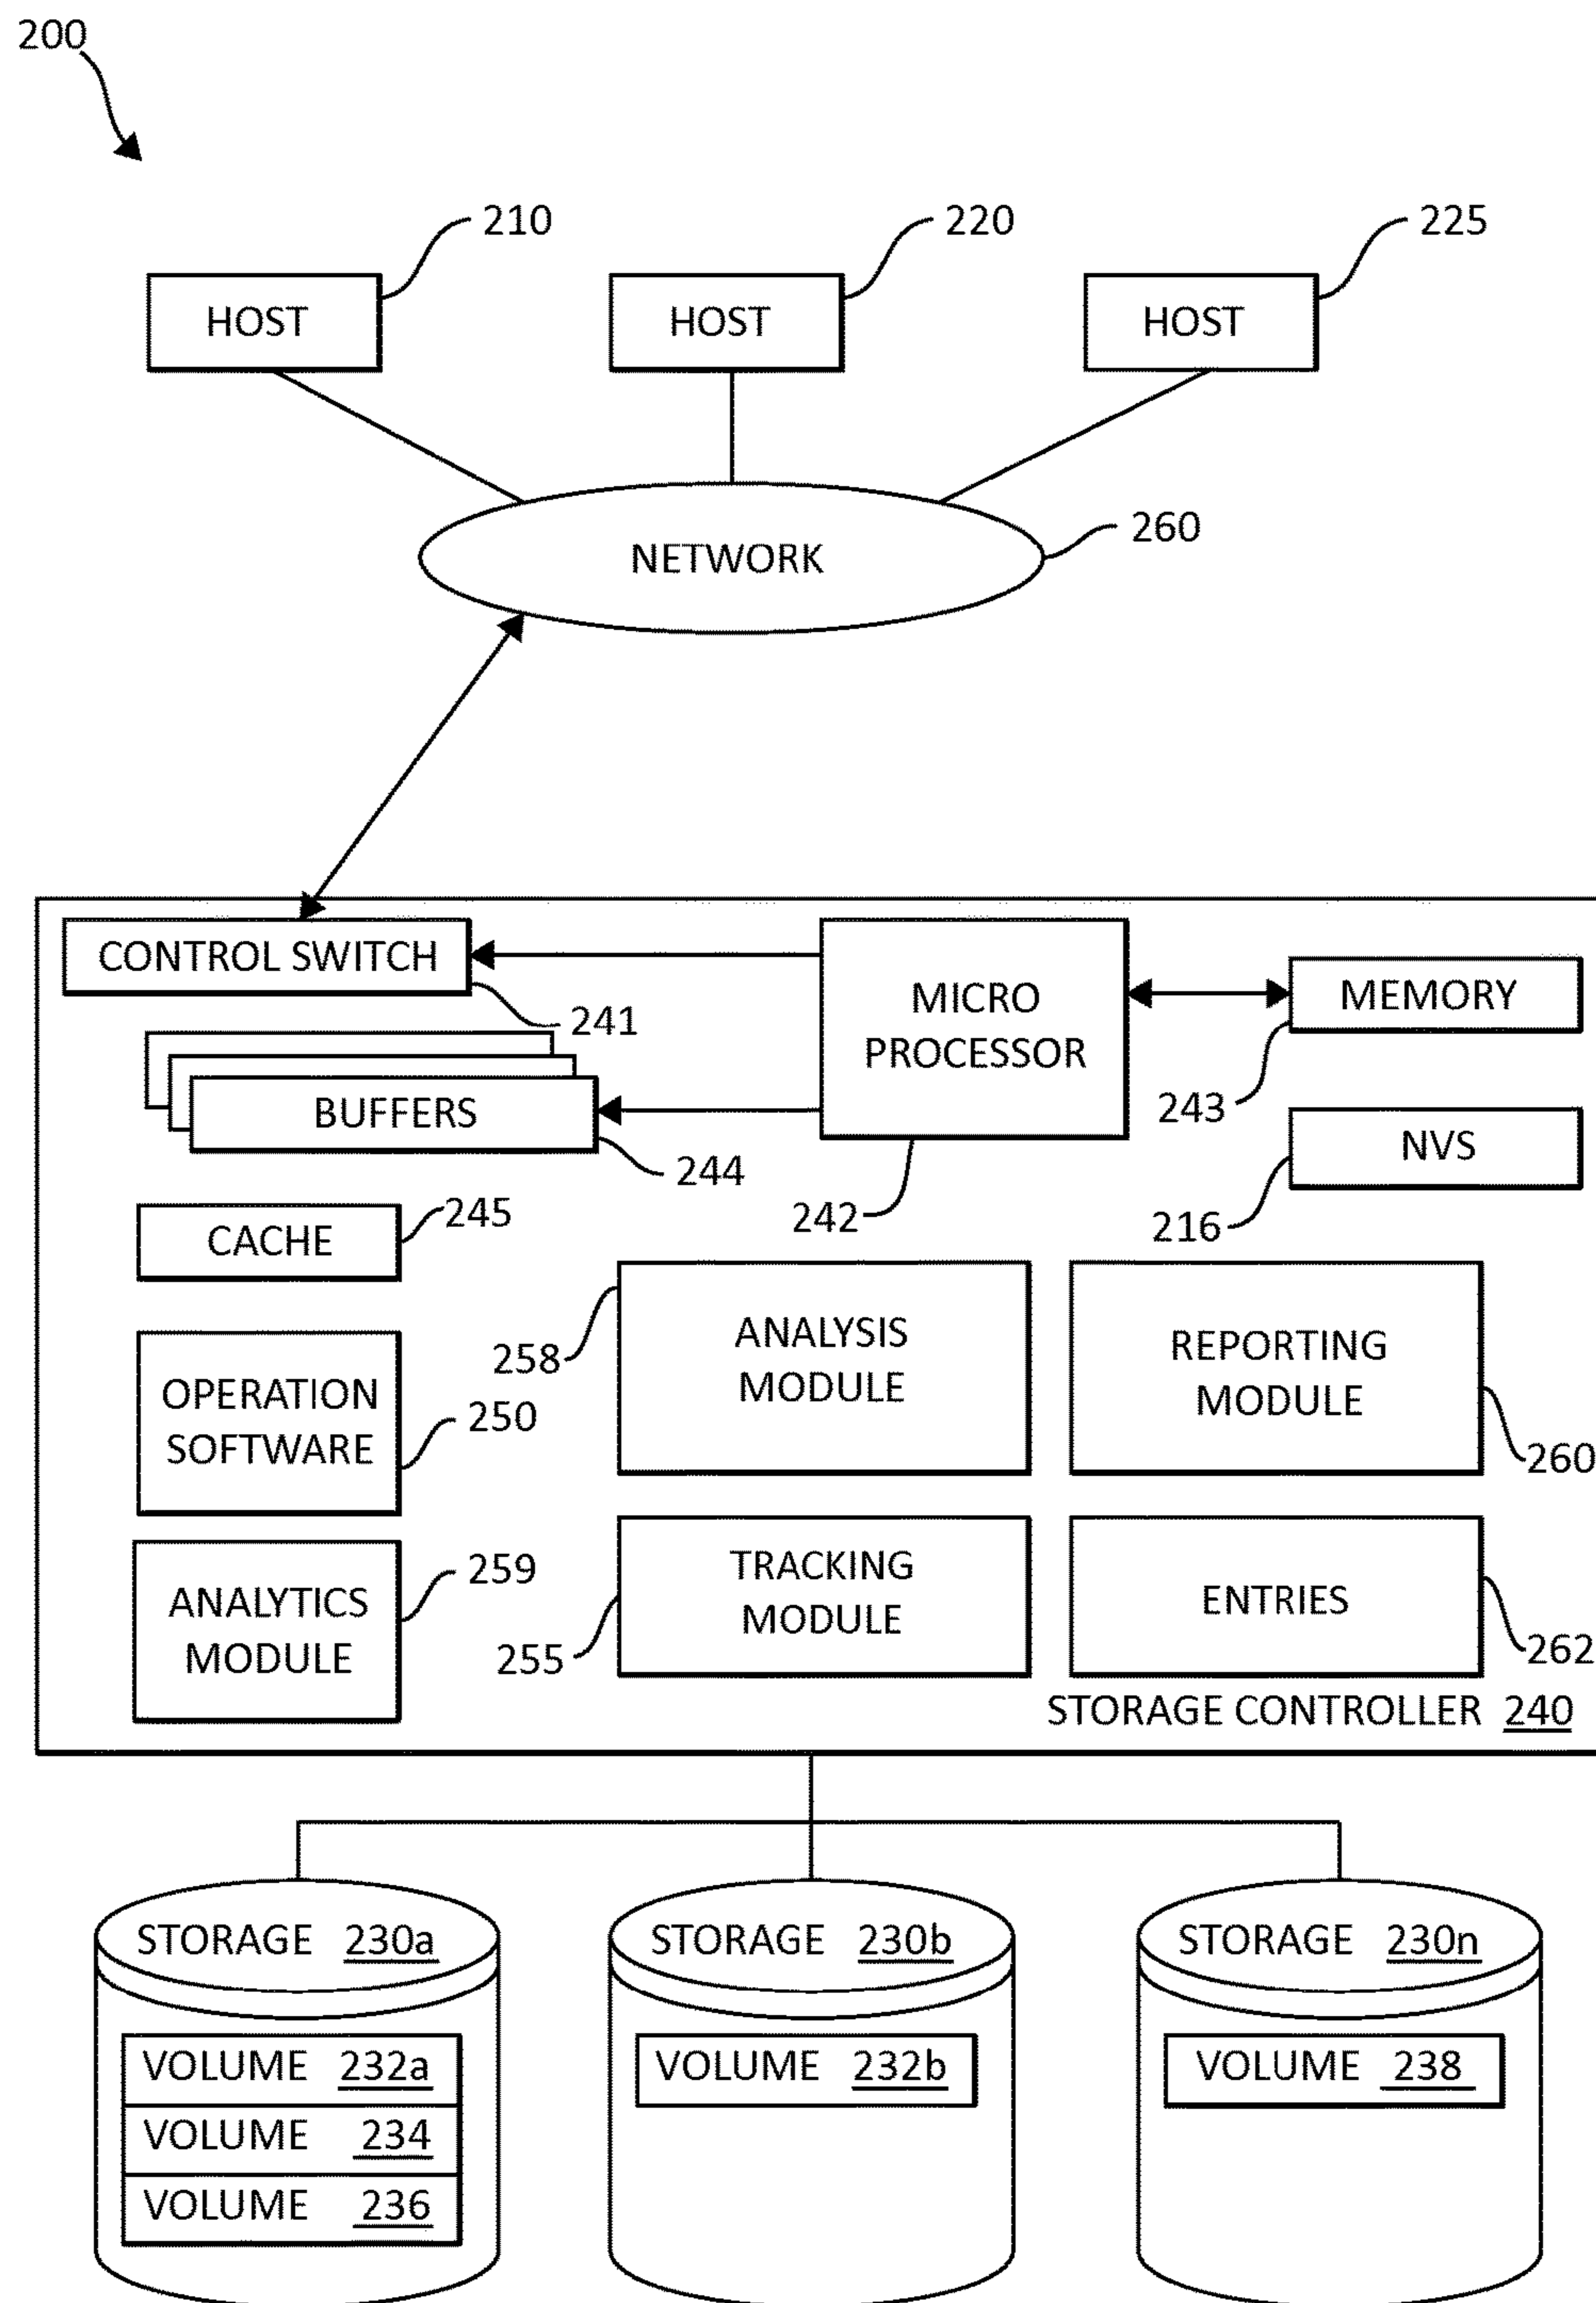 200
210
220
225
HOST
HOST
HOST
260
NETWORK
CONTROL SWITCH
241
MICRO
PROCESSOR
MEMORY
243
BUFFERS
244
242
NVS
216
CACHE
245
258
ANALYSIS
MODULE
REPORTING
MODULE
260
OPERATION
SOFTWARE
250
ANALYTICS
MODULE
259
TRACKING
MODULE
255
ENTRIES
262
STORAGE CONTROLLER 240
STORAGE 230a
STORAGE 230b
STORAGE 230n
VOLUME 232a
VOLUME 234
VOLUME 236
VOLUME 232b
VOLUME 238